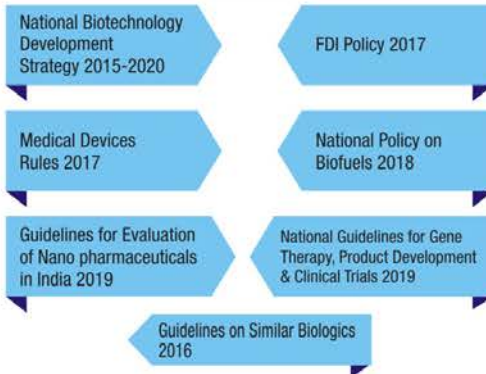 National Biotechnology
Development
Strategy 2015-2020
FDI Policy 2017
Medical Devices
Rules 2017
National Policy on
Biofuels 2018
Guidelines for Evaluation
of Nano pharmaceuticals
in India 2019
National Guidelines for Gene
Therapy, Product Development
& Clinical Trials 2019
Guidelines on Similar Biologics
2016